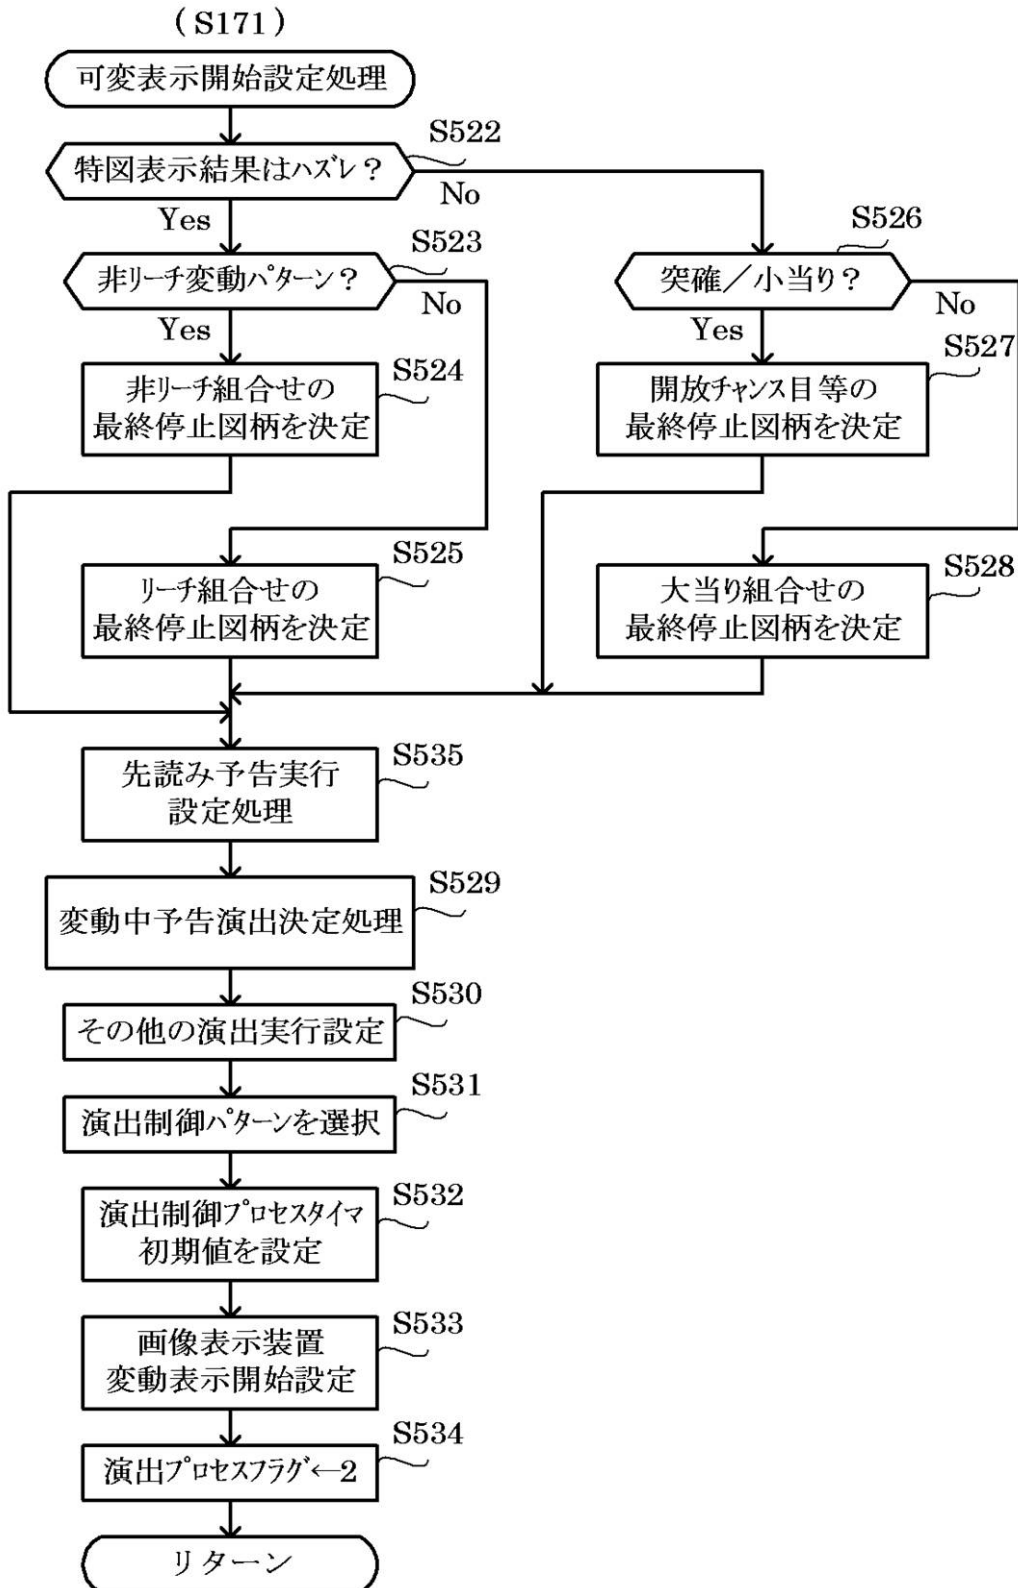 (S171)
可変表示開始設定処理
S522
特図表示結果はハズレ？
No
Yes
S523
非リーチ変動パターン？
No
Yes
S524
非リーチ組合せの
最終停止図柄を決定
S525
リーチ組合せの
最終停止図柄を決定
S526
突確／小当り？
No
Yes
S527
開放チャンス目等の
最終停止図柄を決定
S528
大当り組合せの
最終停止図柄を決定
S535
先読み予告実行
設定処理
S529
変動中予告演出決定処理
S530
その他の演出実行設定
S531
演出制御パターンを選択
S532
演出制御プロセスタイマ
初期値を設定
S533
画像表示装置
変動表示開始設定
S534
演出プロセスフラグ←2
リターン